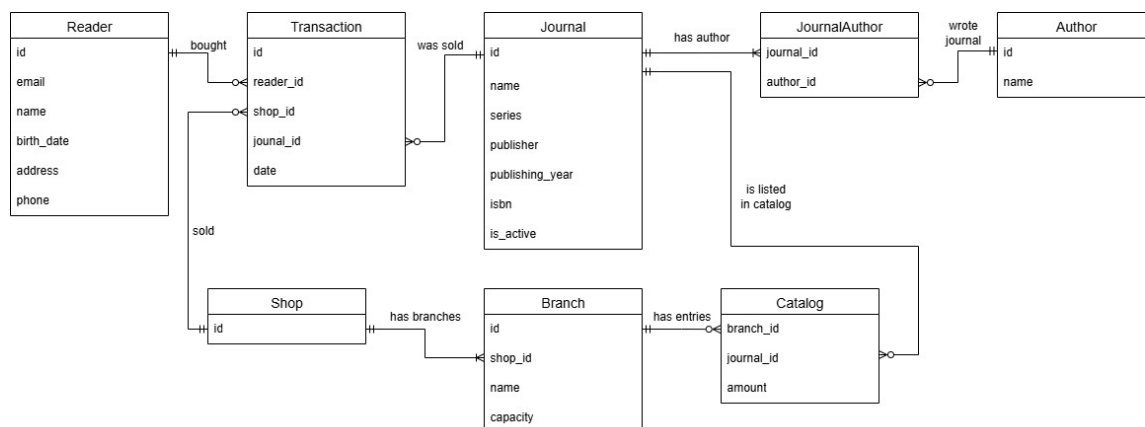 Reader
id
email
name
birth_date
address
phone
bought
Transaction
id
reader_id
shop_id
jounal_id
date
was sold
Journal
id
name
series
publisher
publishing_year
isbn
is_active
has author
JournalAuthor
journal_id
author_id
wrote
journal
Author
id
name
is listed
in catalog
sold
Shop
id
has branches
Branch
id
shop_id
name
capacity
has entries
Catalog
branch_id
journal_id
amount